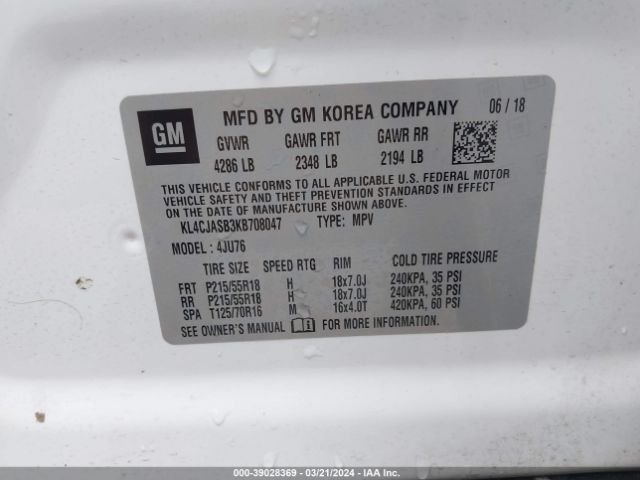 GM
MFD BY GM KOREA COMPANY 06 / 18
GVWR GAWR FRT GAWR RR
4286 LB 2348 LB 2194 LB
THIS VEHICLE CONFORMS TO ALL APPLICABLE U.S. FEDERAL MOTOR
VEHICLE SAFETY AND THEFT PREVENTION STANDARDS IN EFFECT
ON THE DATE OF MANUFACTURE SHOWN ABOVE.
KL4CJASB3KB708047 TYPE: MPV
MODEL : 4JU76
TIRE SIZE SPEED RTG RIM COLD TIRE PRESSURE
FRT P215/55R18 H 18x7.0J 240KPA, 35 PSI
RR P215/55R18 H 18x7.0J 240KPA, 35 PSI
SPA T125/70R16 M 16x4.0T 420KPA, 60 PSI
SEE OWNER'S MANUAL FOR MORE INFORMATION.
000-39028369 - 03/21/2024 - IAA Inc.